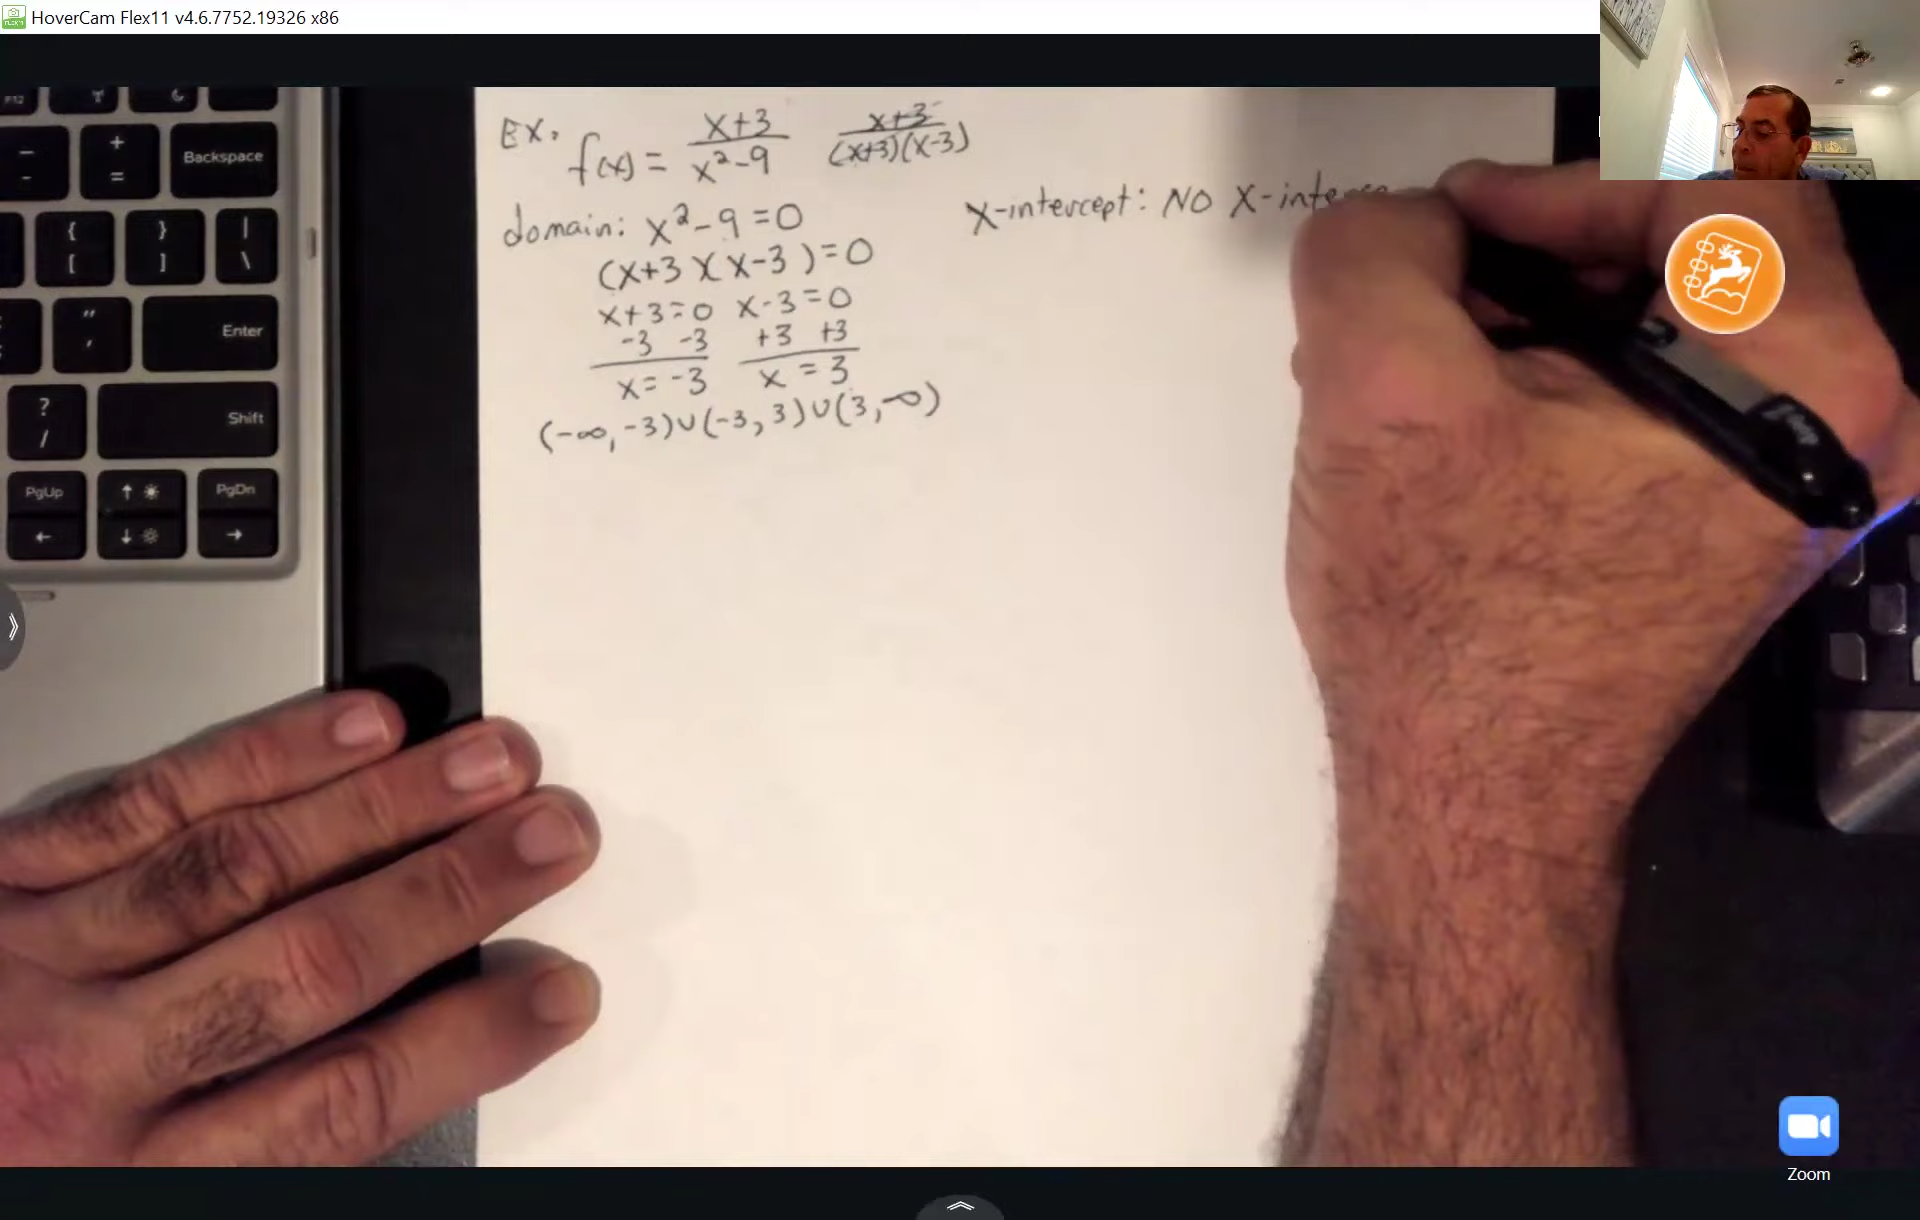 HoverCam Flex11 v4.6.7752.19326 x86
Ex. f(x) = x+3 / x²-9   x+3 / (x+3)(x-3)
domain: x²-9=0
(x+3)(x-3)=0
x+3=0 x-3=0
-3 -3 +3 +3
x=-3 x=3
(-∞,-3)∪(-3,3)∪(3,∞)
x-intercept: NO x-interc
F12
Backspace
- -
+ =
{ [
} ]
| \
" '
Enter
? /
Shift
PgUp
PgDn
Zoom